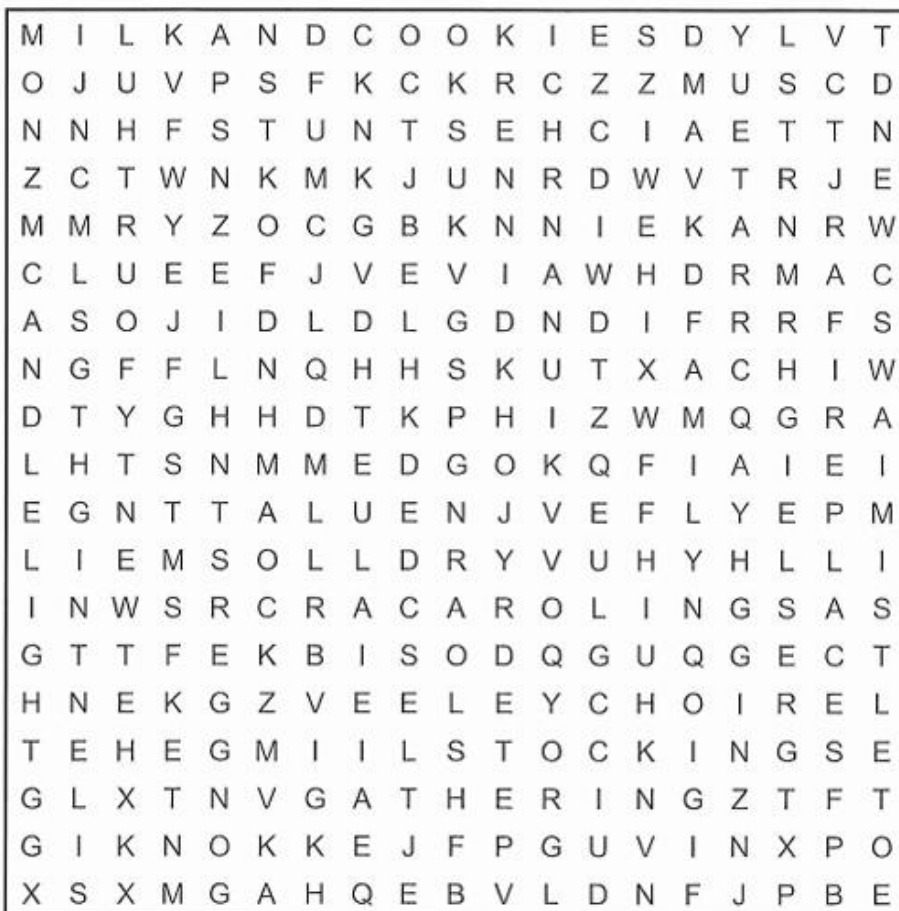 M I L K A N D C O O K I E S D Y L V T
O J U V P S F K C K R C Z Z M U S C D
N N H F S T U N T S E H C I A E T T N
Z C T W N K M K J U N R D W V T R J E
M M R Y Z O C G B K N N I E K A N R W
C L U E E F J V E V I A W H D R M A C
A S O J I D L D L G D N D I F R R F S
N G F F L N Q H H S K U T X A C H I W
D T Y G H H D T K P H I Z W M Q G R A
L H T S N M M E D G O K Q F I A I E I
E G N T T A L U E N J V E F L Y E P M
L I E M S O L L D R Y V U H Y H L L I
I N W S R C R A C A R O L I N G S A S
G T T F E K B I S O D Q G U Q G E C T
H N E K G Z V E E L E Y C H O I R E L
T E H E G M I I L S T O C K I N G S E
G L X T N V G A T H E R I N G Z T F T
G I K N O K K E J F P G U V I N X P O
X S X M G A H Q E B V L D N F J P B E